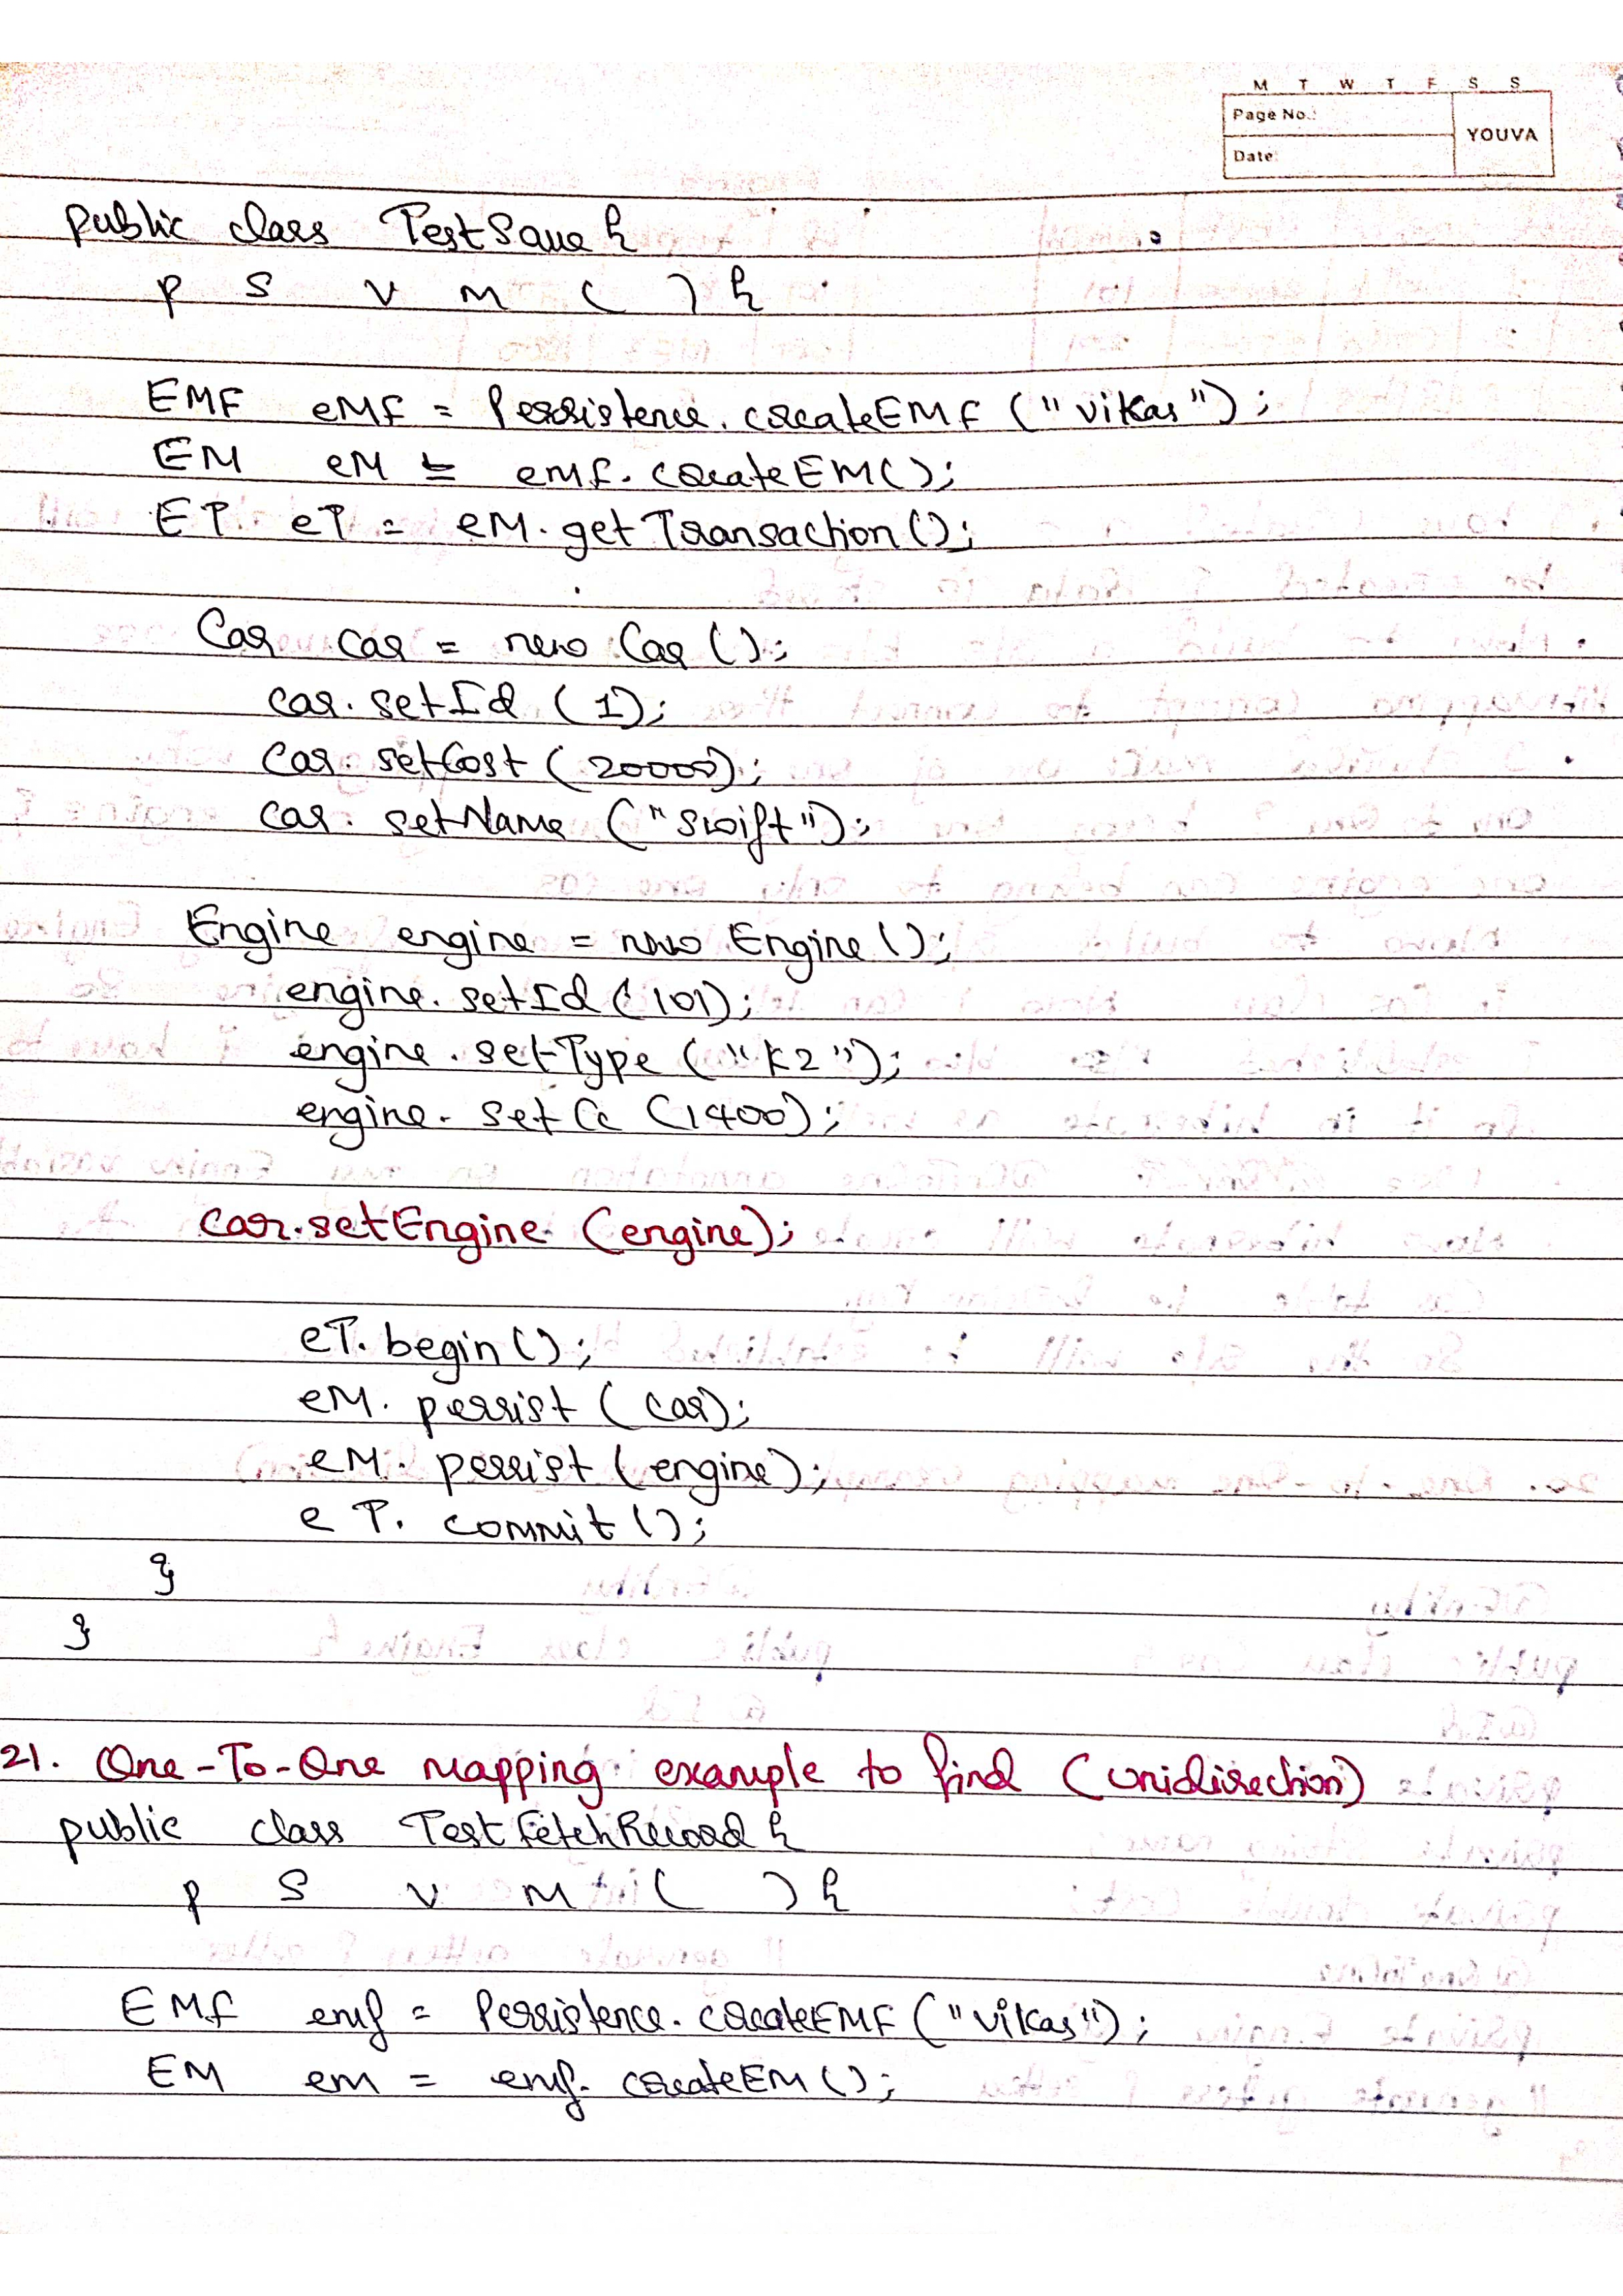 M T W T F S S
Page No.:
YOUVA
Date:
public class TestSave {
p s v m ( ) {
EMF eMF = Persistence.createEMF ("vikas");
EM eM = emf.createEM();
ET eT = eM.getTransaction();
Car car = new Car ();
car.setId (1);
car.setCost (20000);
car.setName ("Swift");
Engine engine = new Engine ();
engine.setId (101);
engine.setType ("K2");
engine.setCc (1400);
car.setEngine (engine);
eT.begin();
eM.persist (car);
eM.persist (engine);
eT.commit();
}
}
21. One-To-One mapping example to find (unidirection)
public class TestFetchRecord {
p s v m ( ) {
EMF emf = Persistence.createEMF ("vikas");
EM em = emf.createEM ();